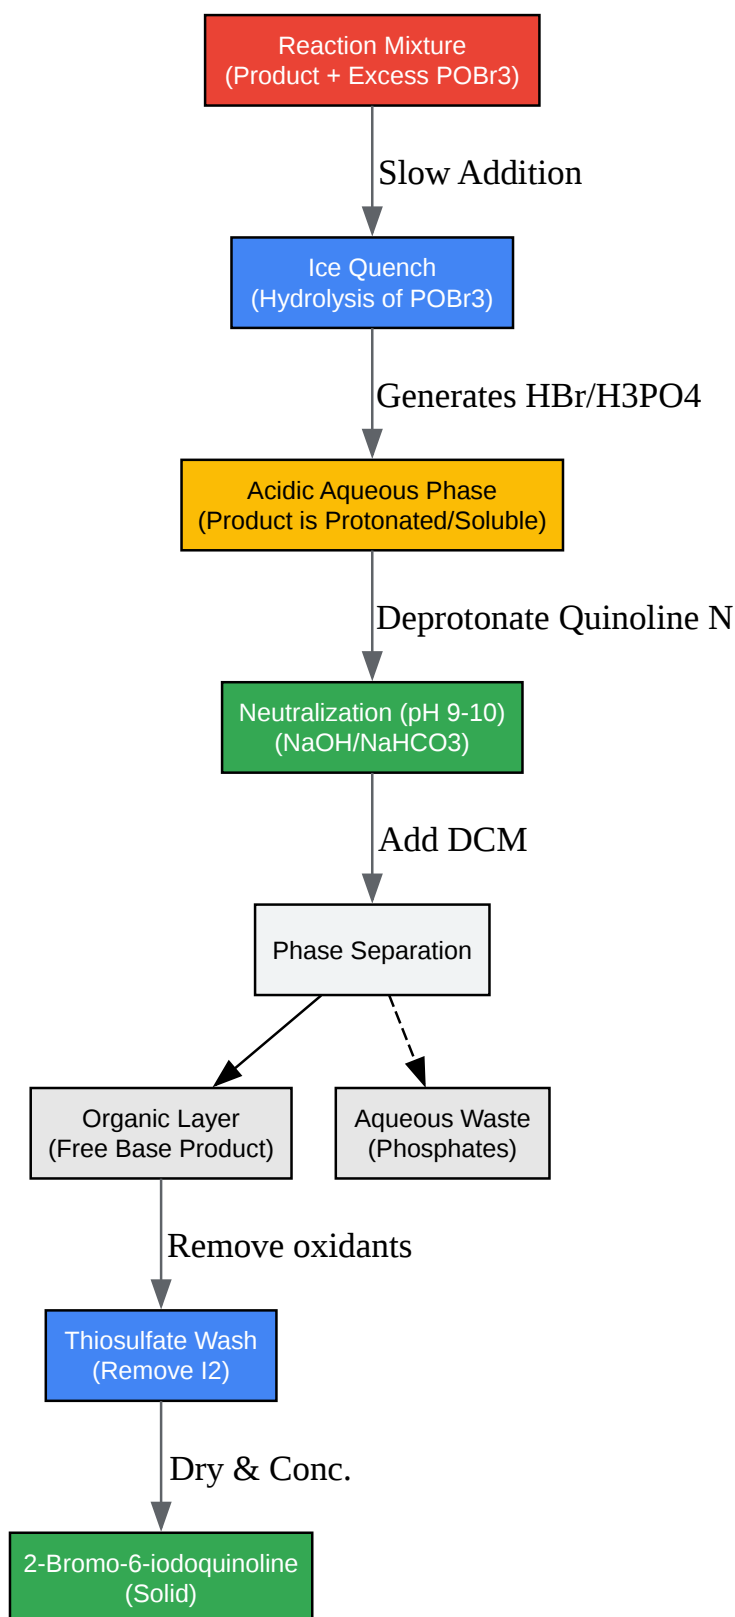 Reaction Mixture
(Product + Excess POBr3)
Slow Addition
Ice Quench
(Hydrolysis of POBr3)
Generates HBr/H3PO4
Acidic Aqueous Phase
(Product is Protonated/Soluble)
Deprotonate Quinoline N
Neutralization (pH 9-10)
(NaOH/NaHCO3)
Add DCM
Phase Separation
Organic Layer
(Free Base Product)
Aqueous Waste
(Phosphates)
Remove oxidants
Thiosulfate Wash
(Remove I2)
Dry & Conc.
2-Bromo-6-iodoquinoline
(Solid)